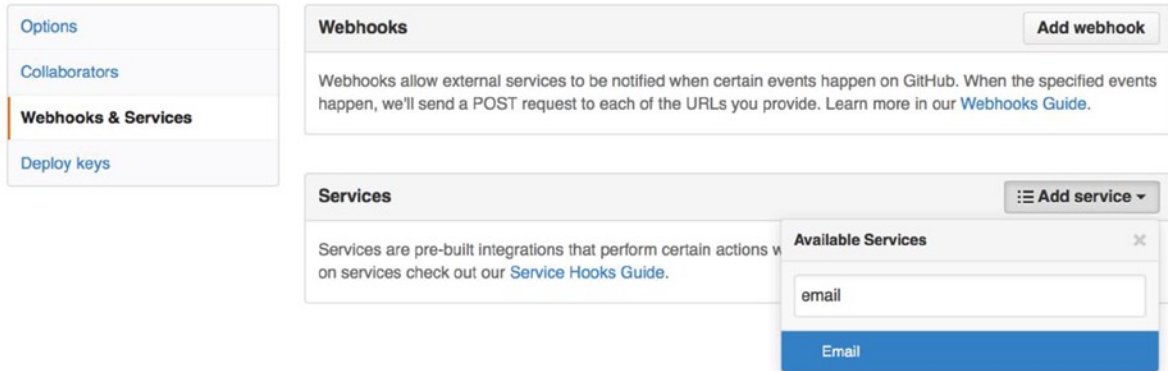 Options
Collaborators
Webhooks & Services
Deploy keys
Webhooks
Add webhook
Webhooks allow external services to be notified when certain events happen on GitHub. When the specified events
happen, we'll send a POST request to each of the URLs you provide. Learn more in our Webhooks Guide.
Services
Add service
Services are pre-built integrations that perform certain actions w
on services check out our Service Hooks Guide.
Available Services
email
Email